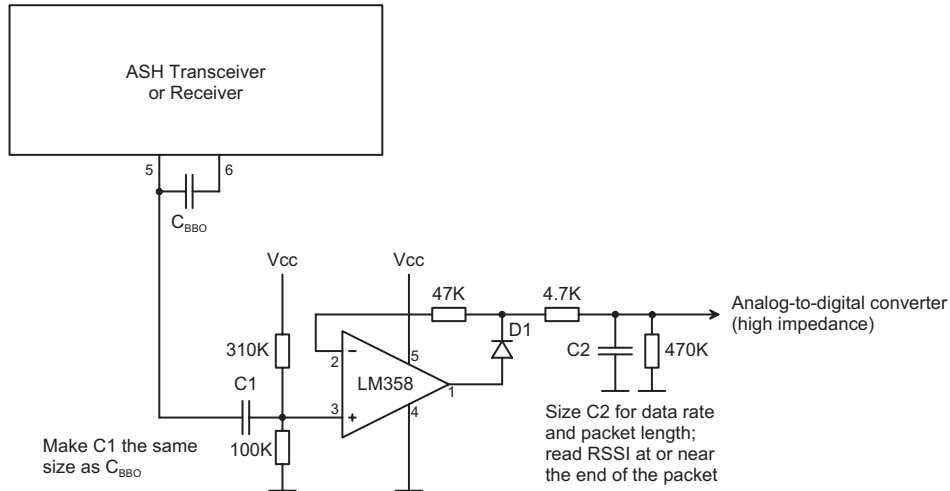 ASH Transceiver
or Receiver
5
6
C_BBO
Vcc
Vcc
47K
4.7K
Analog-to-digital converter
(high impedance)
D1
310K
2
−
5
LM358
1
C2
470K
C1
3
+
4
100K
Make C1 the same
size as C_BBO
Size C2 for data rate
and packet length;
read RSSI at or near
the end of the packet